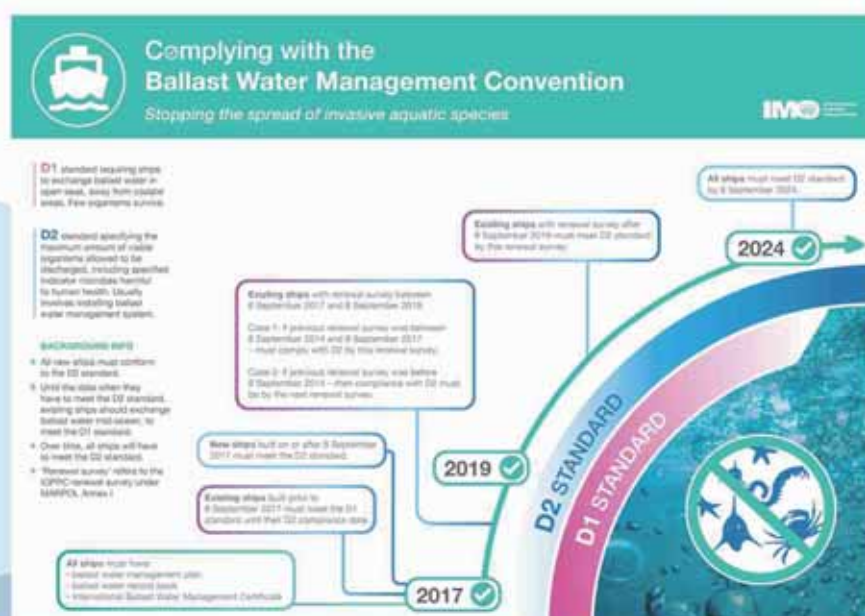 Complying with the
Ballast Water Management Convention
Stopping the spread of invasive aquatic species
IMO
D1 standard requiring ships
to exchange ballast water in
open seas, away from coastal
areas. Few organisms survive.
D2 standard specifying the
maximum amount of viable
organisms allowed to be
discharged, including specified
indicator microbes harmful
to human health. Usually
involves installing ballast
water management system.
BACKGROUND INFO
All new ships must conform
to the D2 standard.
Until the date when they
have to meet the D2 standard,
existing ships should exchange
ballast water mid-ocean, to
meet the D1 standard.
Over time, all ships will have
to meet the D2 standard.
'Renewal survey' refers to the
IOPPC renewal survey under
MARPOL Annex I
All ships must meet D2 standard
by 8 September 2024.
2024
Existing ships with renewal survey after
8 September 2019 must meet D2 standard
by this renewal survey.
Existing ships with renewal survey between
8 September 2017 and 8 September 2019
Case 1: if previous renewal survey was between
8 September 2014 and 8 September 2017
- must comply with D2 by this renewal survey.
Case 2: if previous renewal survey was before
8 September 2014 – then compliance with D2 must
be by the next renewal survey.
2019
New ships built on or after 8 September
2017 must meet the D2 standard.
Existing ships built prior to
8 September 2017 must meet the D1
standard until their D2 compliance date.
All ships must have:
- ballast water management plan
- ballast water record book
- International Ballast Water Management Certificate
2017
D2 STANDARD
D1 STANDARD